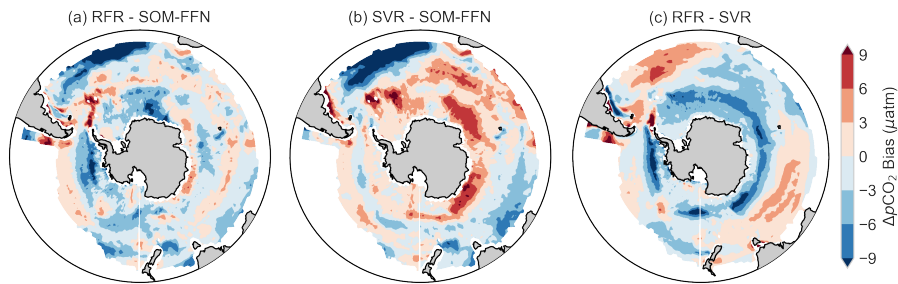 (a) RFR - SOM-FFN
(b) SVR - SOM-FFN
(c) RFR - SVR
9
6
3
0
−3
−6
−9
ΔpCO₂ Bias (μatm)